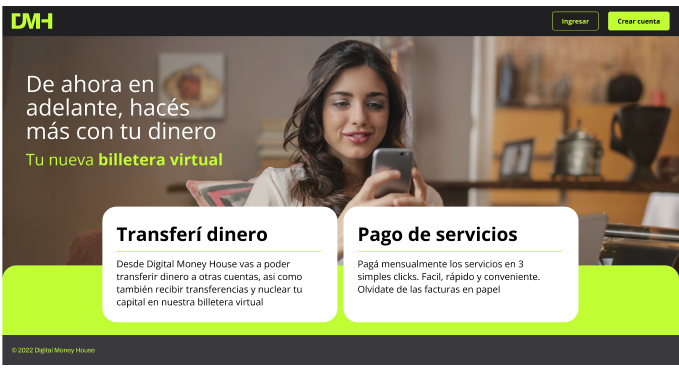 DMH
Ingresar
Crear cuenta
De ahora en
adelante, hacés
más con tu dinero
Tu nueva billetera virtual
Transferí dinero
Desde Digital Money House vas a poder
transferir dinero a otras cuentas, asi como
también recibir transferencias y nuclear tu
capital en nuestra billetera virtual
Pago de servicios
Pagá mensualmente los servicios en 3
simples clicks. Facil, rápido y conveniente.
Olvidate de las facturas en papel
© 2022 Digital Money House